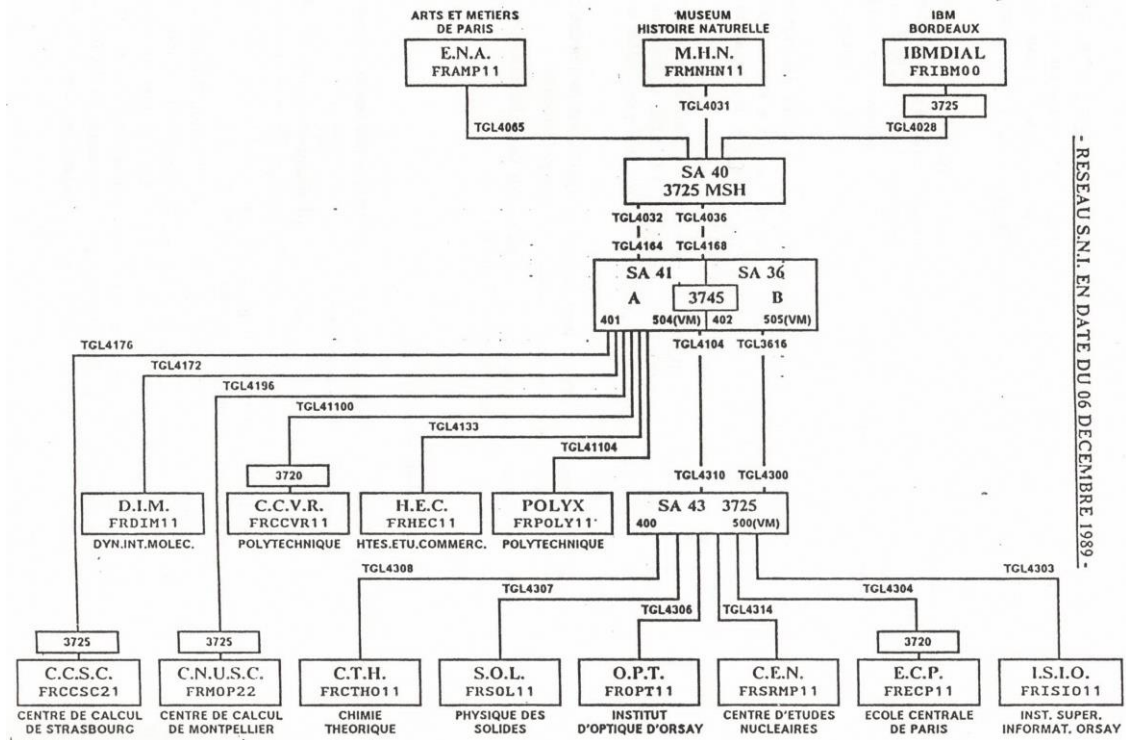 ARTS ET METIERS
DE PARIS
E.N.A.
FRAMP11
MUSEUM
HISTOIRE NATURELLE
M.H.N.
FRMNHN11
IBM
BORDEAUX
IBMDIAL
FRIBM00
3725
TGL4065
TGL4031
TGL4028
SA 40
3725 MSH
TGL4032 TGL4036
TGL4164 TGL4168
SA 41 SA 36
A 3745 B
401 504(VM) 402 505(VM)
TGL4104 TGL3616
TGL4176
TGL4172
TGL4196
TGL41100
TGL4133
TGL41104
TGL4310 TGL4300
D.I.M.
FRDIM11
DYN.INT.MOLEC.
3720
C.C.V.R.
FRCCVR11
POLYTECHNIQUE
H.E.C.
FRHEC11
HTES.ETU.COMMERC.
POLYX
FRPOLY11
POLYTECHNIQUE
SA 43 3725
400 500(VM)
TGL4308
TGL4307
TGL4306
TGL4314
TGL4304
TGL4303
3725
C.C.S.C.
FRCCSC21
CENTRE DE CALCUL
DE STRASBOURG
3725
C.N.U.S.C.
FRMOP22
CENTRE DE CALCUL
DE MONTPELLIER
C.T.H.
FRCTHO11
CHIMIE
THEORIQUE
S.O.L.
FRSOL11
PHYSIQUE DES
SOLIDES
O.P.T.
FROPT11
INSTITUT
D'OPTIQUE D'ORSAY
C.E.N.
FRSRMP11
CENTRE D'ETUDES
NUCLEAIRES
3720
E.C.P.
FRECP11
ECOLE CENTRALE
DE PARIS
I.S.I.O.
FRISIO11
INST. SUPER.
INFORMAT. ORSAY
- RESEAU S.N.I. EN DATE DU 06 DECEMBRE 1989 -